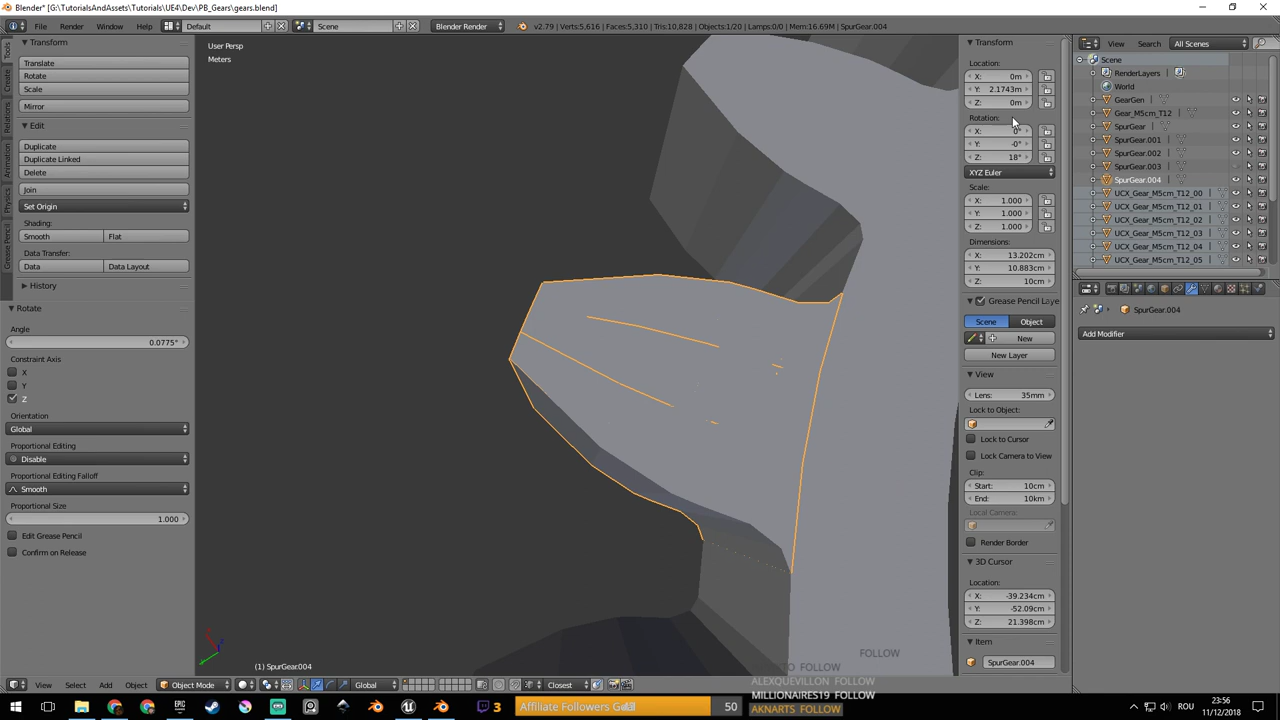 Blender* [G:\TutorialsAndAssets\Tutorials\UE4\Dev\PB_Gears\gears.blend]
File Render Window Help Default Scene Blender Render v2.79 | Verts:5,616 | Faces:5,310 | Tris:10,828 | Objects:1/20 | Lamps:0/0 | Mem:16.69M | SpurGear.004
Tools
Create
Relations
Animation
Physics
Grease Pencil
Transform
Translate
Rotate
Scale
Mirror
Edit
Duplicate
Duplicate Linked
Delete
Join
Set Origin
Shading:
Smooth Flat
Data Transfer:
Data Data Layout
History
Rotate
Angle
0.0775°
Constraint Axis
X
Y
Z
Orientation
Global
Proportional Editing
Disable
Proportional Editing Falloff
Smooth
Proportional Size
1.000
Edit Grease Pencil
Confirm on Release
User Persp
Meters
(1) SpurGear.004
View Select Add Object Object Mode Global Closest
Transform
Location:
X: 0m
Y: 2.1743m
Z: 0m
Rotation:
X: 0°
Y: -0°
Z: 18°
XYZ Euler
Scale:
X: 1.000
Y: 1.000
Z: 1.000
Dimensions:
X: 13.202cm
Y: 10.883cm
Z: 10cm
Grease Pencil Laye
Scene Object
New
New Layer
View
Lens: 35mm
Lock to Object:
Lock to Cursor
Lock Camera to View
Clip:
Start: 10cm
End: 10km
Local Camera:
Render Border
3D Cursor
Location:
X: -39.234cm
Y: -52.09cm
Z: 21.398cm
Item
SpurGear.004
View Search All Scenes
Scene
RenderLayers
World
GearGen
Gear_M5cm_T12
SpurGear
SpurGear.001
SpurGear.002
SpurGear.003
SpurGear.004
UCX_Gear_M5cm_T12_00
UCX_Gear_M5cm_T12_01
UCX_Gear_M5cm_T12_02
UCX_Gear_M5cm_T12_03
UCX_Gear_M5cm_T12_04
UCX_Gear_M5cm_T12_05
SpurGear.004
Add Modifier
FOLLOW
FOLLOW
ALEXQUEVILLON FOLLOW
MILLIONAIRES19 FOLLOW
AKNARTS FOLLOW
3
Affiliate Followers Goal
50
ROU
23:56
11/12/2018